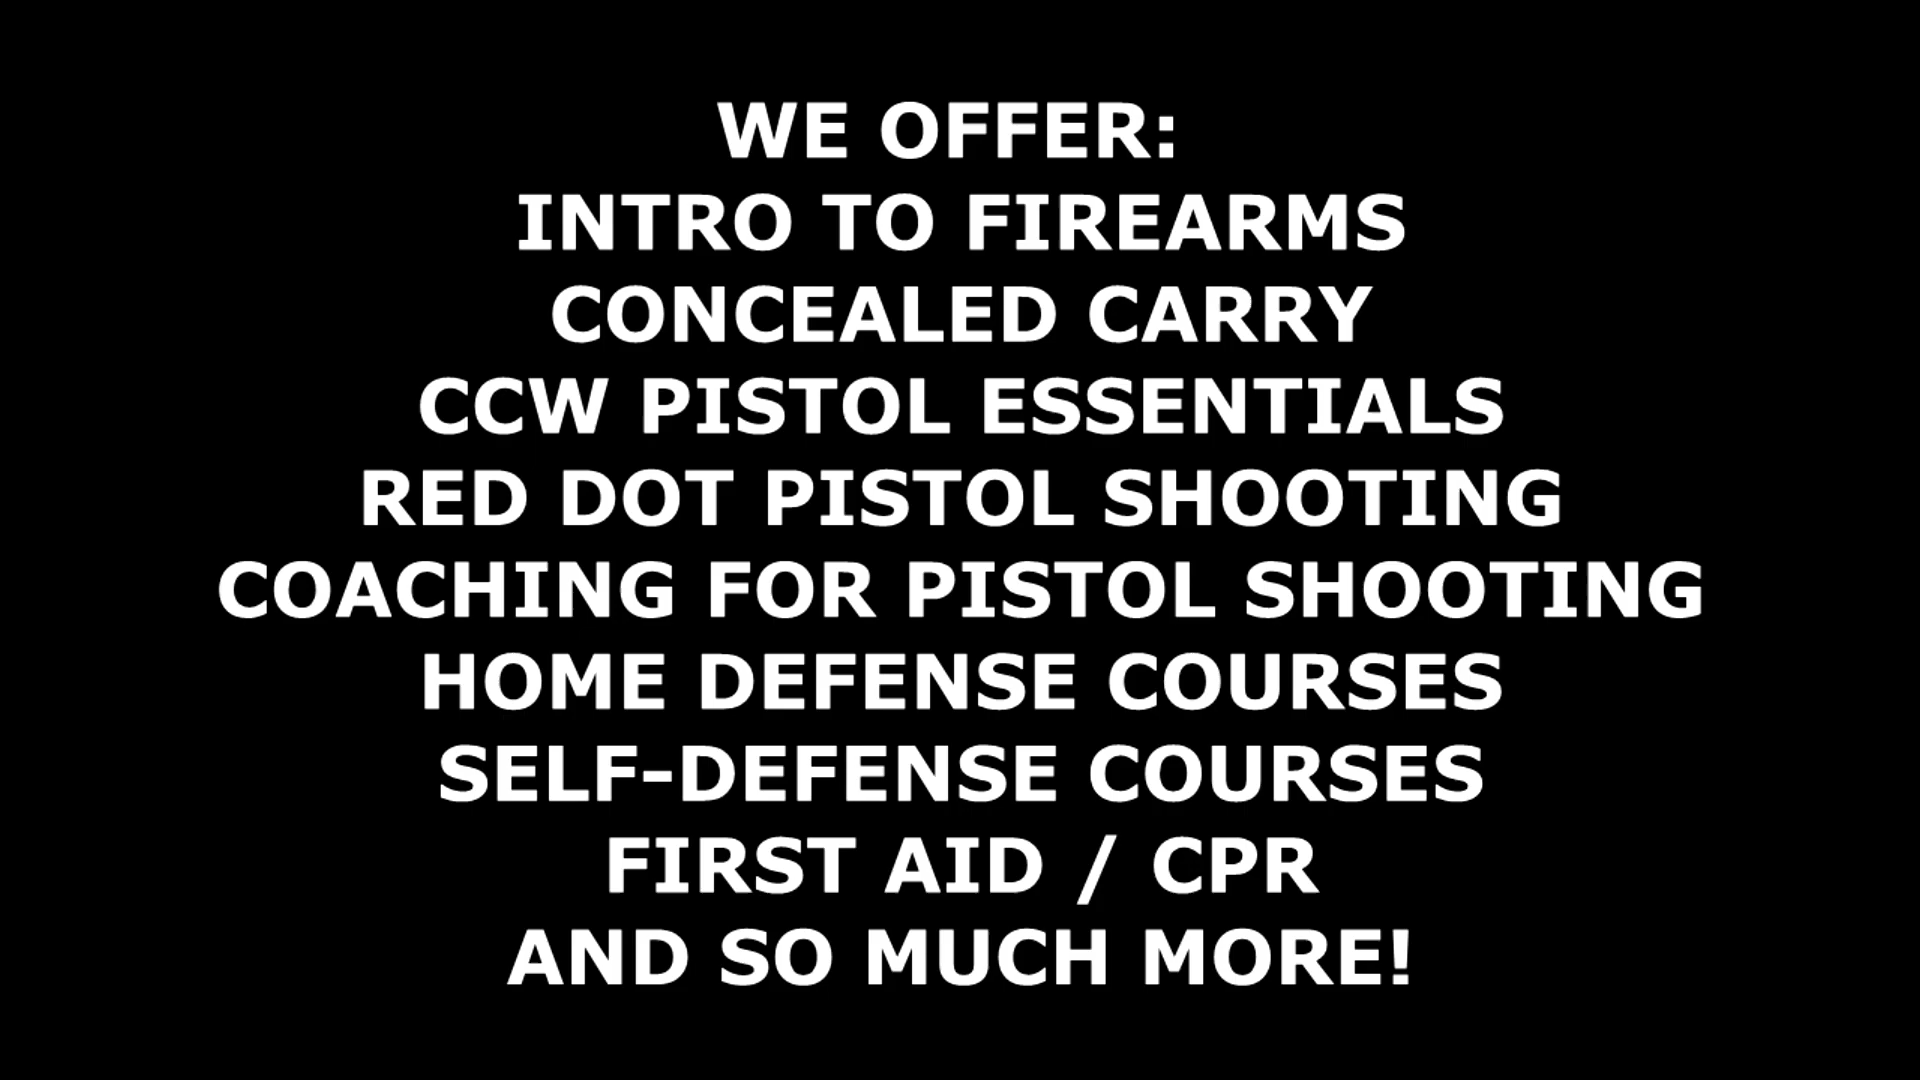 WE OFFER:
INTRO TO FIREARMS
CONCEALED CARRY
CCW PISTOL ESSENTIALS
RED DOT PISTOL SHOOTING
COACHING FOR PISTOL SHOOTING
HOME DEFENSE COURSES
SELF-DEFENSE COURSES
FIRST AID / CPR
AND SO MUCH MORE!